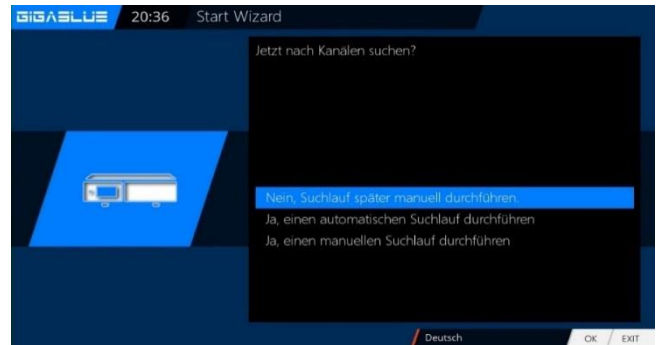 GIGABLUE 20:36 Start Wizard
Jetzt nach Kanälen suchen?
Nein, Suchlauf später manuell durchführen.
Ja, einen automatischen Suchlauf durchführen
Ja, einen manuellen Suchlauf durchführen
Deutsch OK EXIT